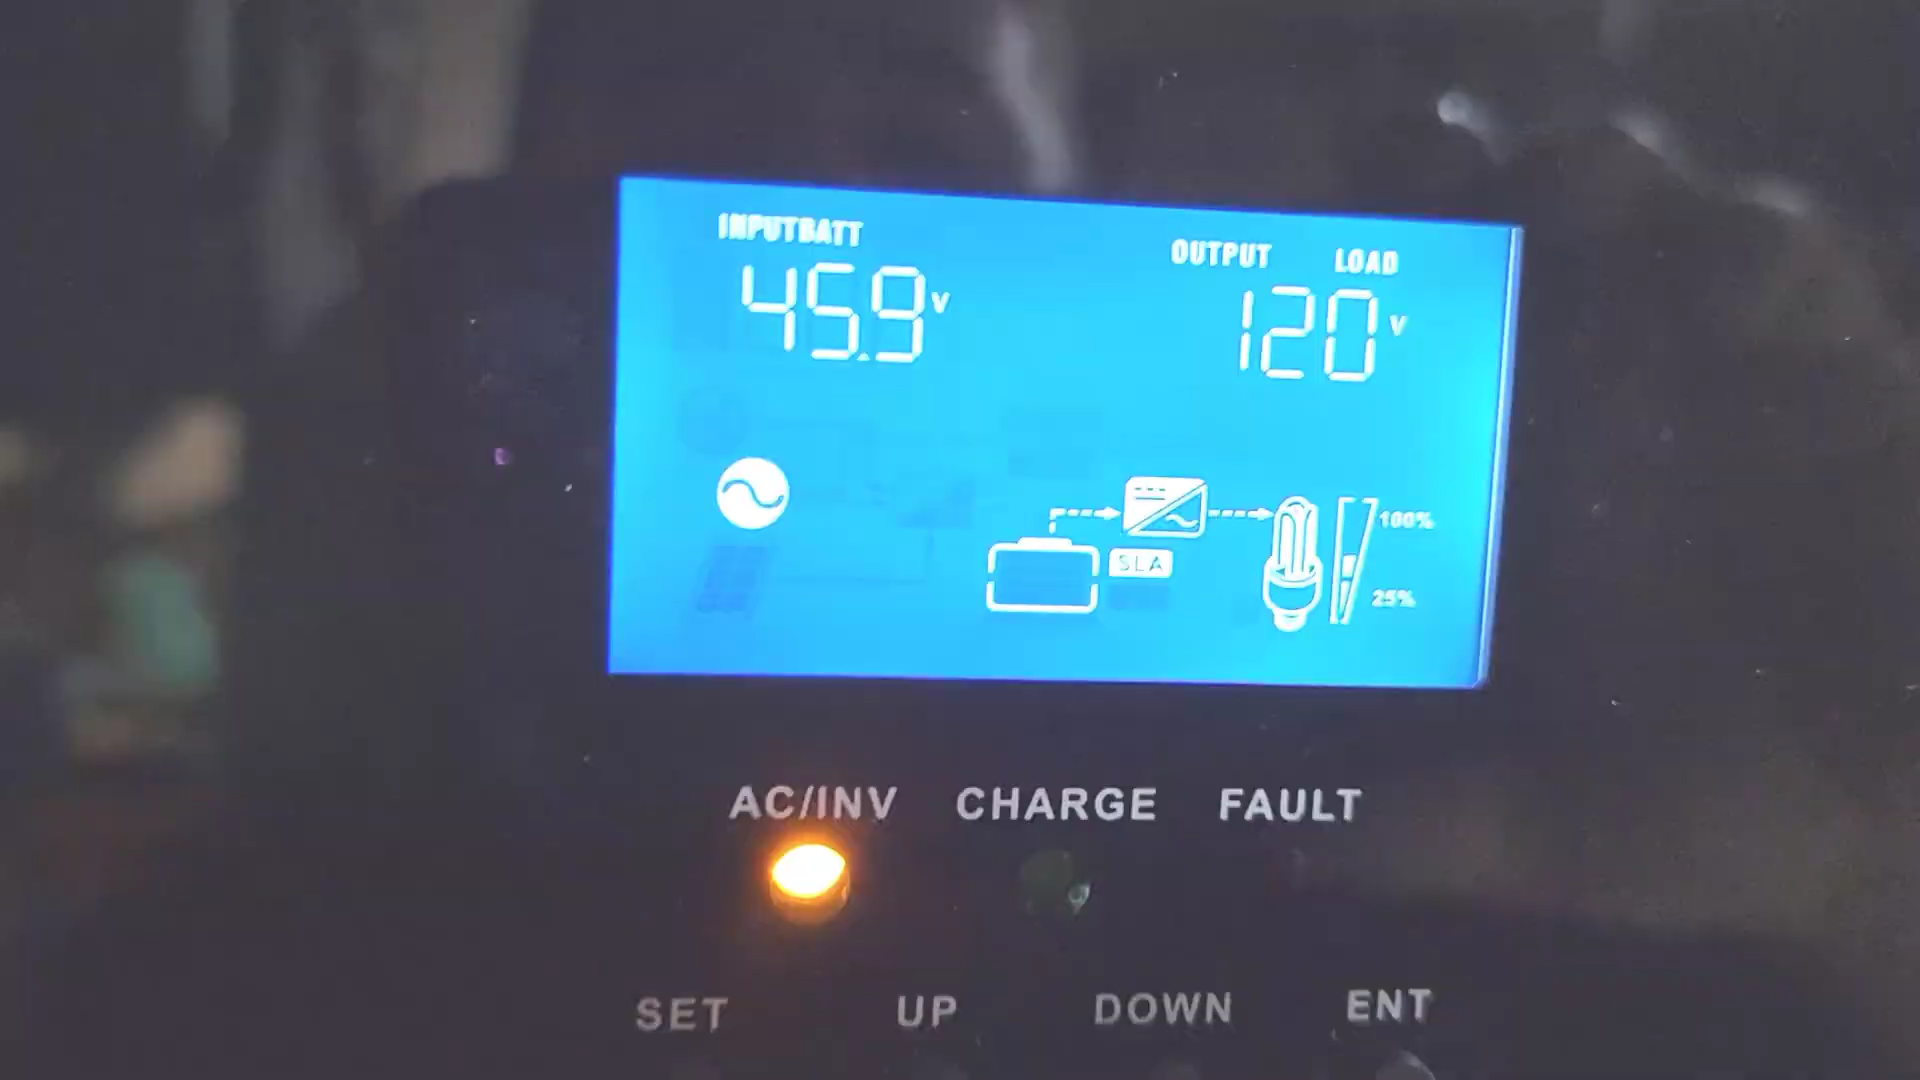 INPUTBATT
OUTPUT LOAD
45.9V
120V
100%
SLA
25%
AC/INV CHARGE FAULT
SET UP DOWN ENT